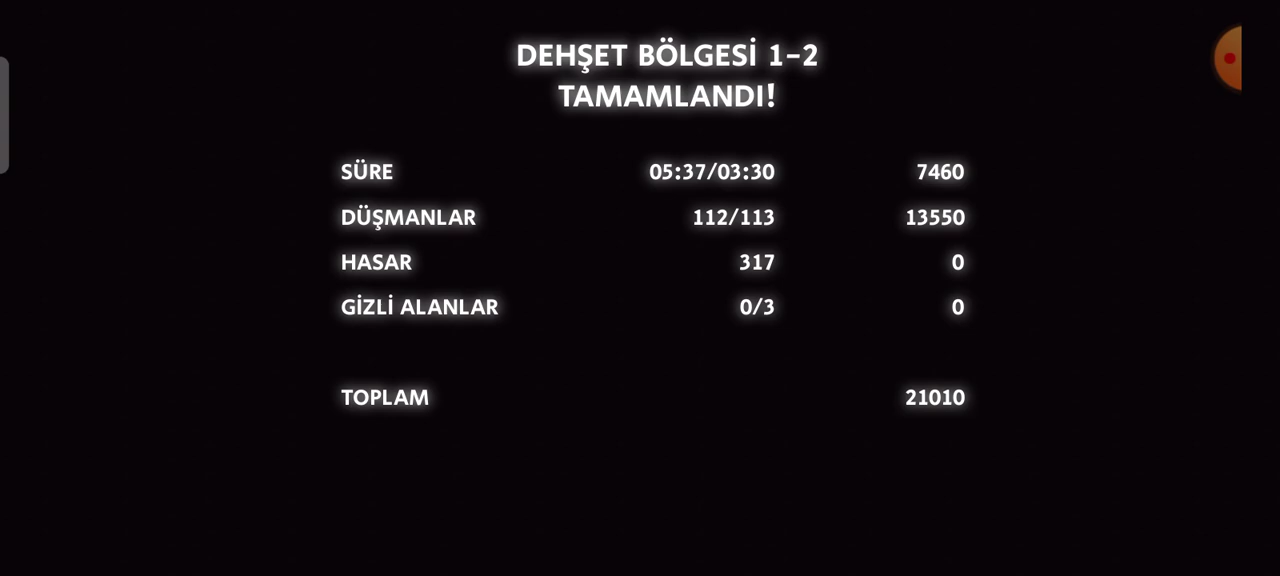 DEHŞET BÖLGESİ 1-2
TAMAMLANDI!
SÜRE 05:37/03:30 7460
DÜŞMANLAR 112/113 13550
HASAR 317 0
GİZLİ ALANLAR 0/3 0
TOPLAM 21010